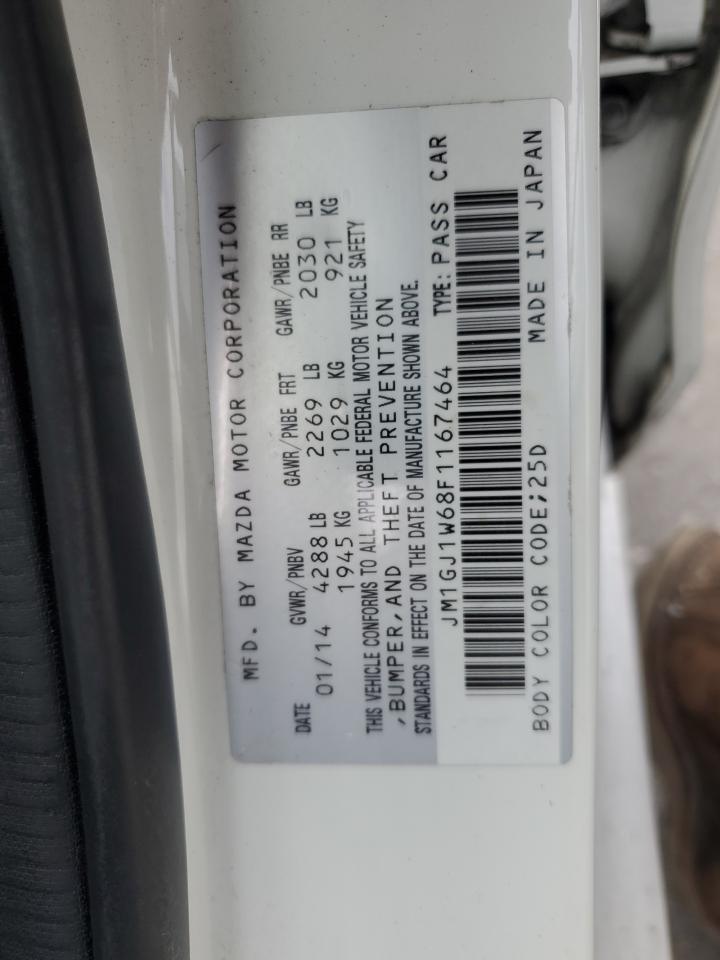 MFD. BY MAZDA MOTOR CORPORATION
DATE GVWR/PNBV GAWR/PNBE FRT GAWR/PNBE RR
01/14 4288 LB 2269 LB 2030 LB
1945 KG 1029 KG 921 KG
THIS VEHICLE CONFORMS TO ALL APPLICABLE FEDERAL MOTOR VEHICLE SAFETY
,BUMPER,AND THEFT PREVENTION
STANDARDS IN EFFECT ON THE DATE OF MANUFACTURE SHOWN ABOVE.
JM1GJ1W68F1167464 TYPE: PASS CAR
BODY COLOR CODE;25D MADE IN JAPAN